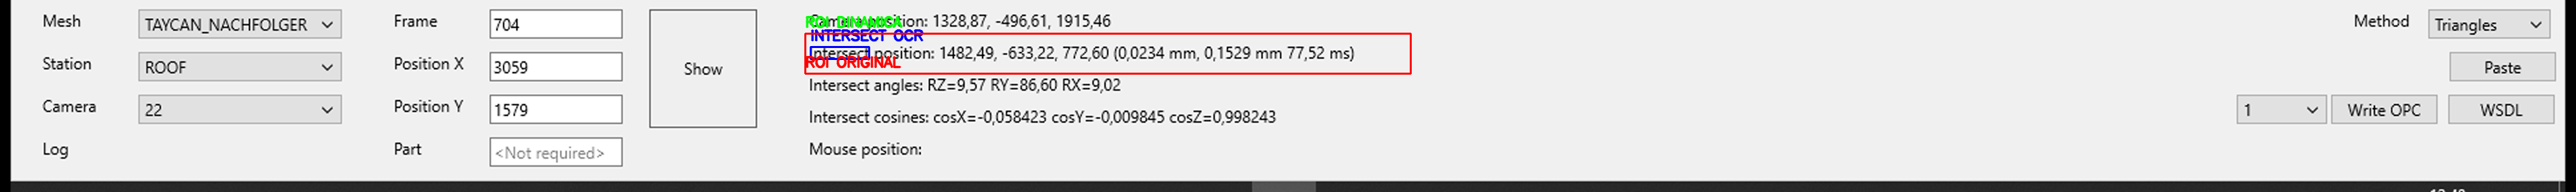 Mesh TAYCAN_NACHFOLGER Frame 704 Show ROI DINAMICA Camera position: 1328,87, -496,61, 1915,46 Method Triangles
INTERSECT OCR
Station ROOF Position X 3059 Intersect position: 1482,49, -633,22, 772,60 (0,0234 mm, 0,1529 mm 77,52 ms) Paste
ROI ORIGINAL
Intersect angles: RZ=9,57 RY=86,60 RX=9,02
Camera 22 Position Y 1579 Intersect cosines: cosX=-0,058423 cosY=-0,009845 cosZ=0,998243 1 Write OPC WSDL
Log Part <Not required> Mouse position: